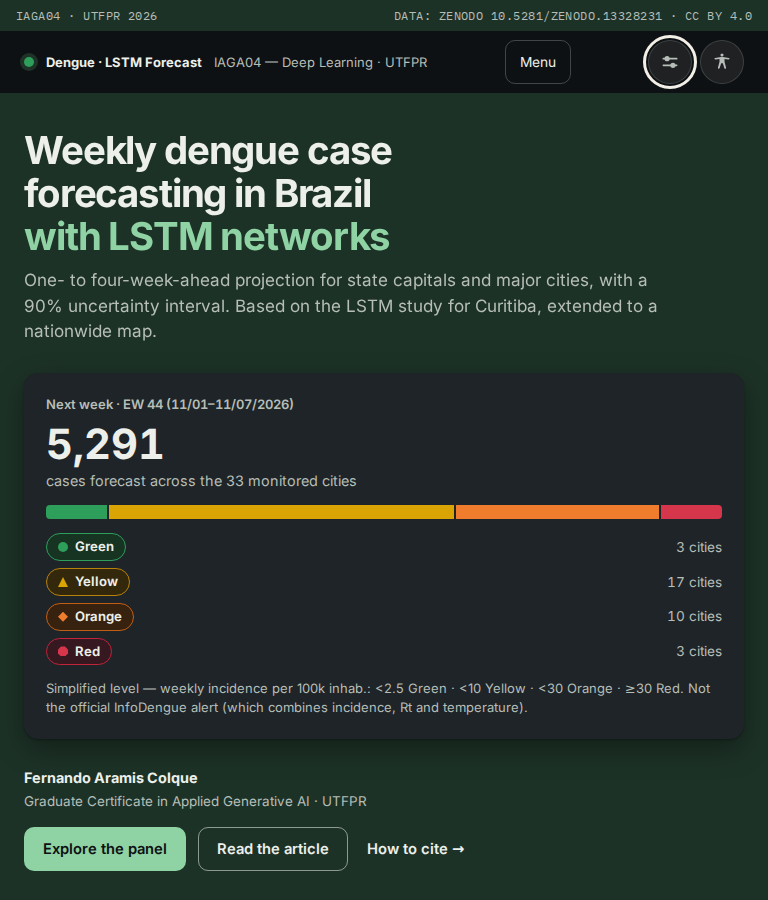 IAGA04 · UTFPR 2026
DATA: ZENODO 10.5281/ZENODO.13328231 · CC BY 4.0
Dengue · LSTM Forecast IAGA04 — Deep Learning · UTFPR
Menu
Weekly dengue case
forecasting in Brazil
with LSTM networks
One- to four-week-ahead projection for state capitals and major cities, with a
90% uncertainty interval. Based on the LSTM study for Curitiba, extended to a
nationwide map.
Next week · EW 44 (11/01–11/07/2026)
5,291
cases forecast across the 33 monitored cities
Green 3 cities
Yellow 17 cities
Orange 10 cities
Red 3 cities
Simplified level — weekly incidence per 100k inhab.: <2.5 Green · <10 Yellow · <30 Orange · ≥30 Red. Not
the official InfoDengue alert (which combines incidence, Rt and temperature).
Fernando Aramis Colque
Graduate Certificate in Applied Generative AI · UTFPR
Explore the panel Read the article How to cite →